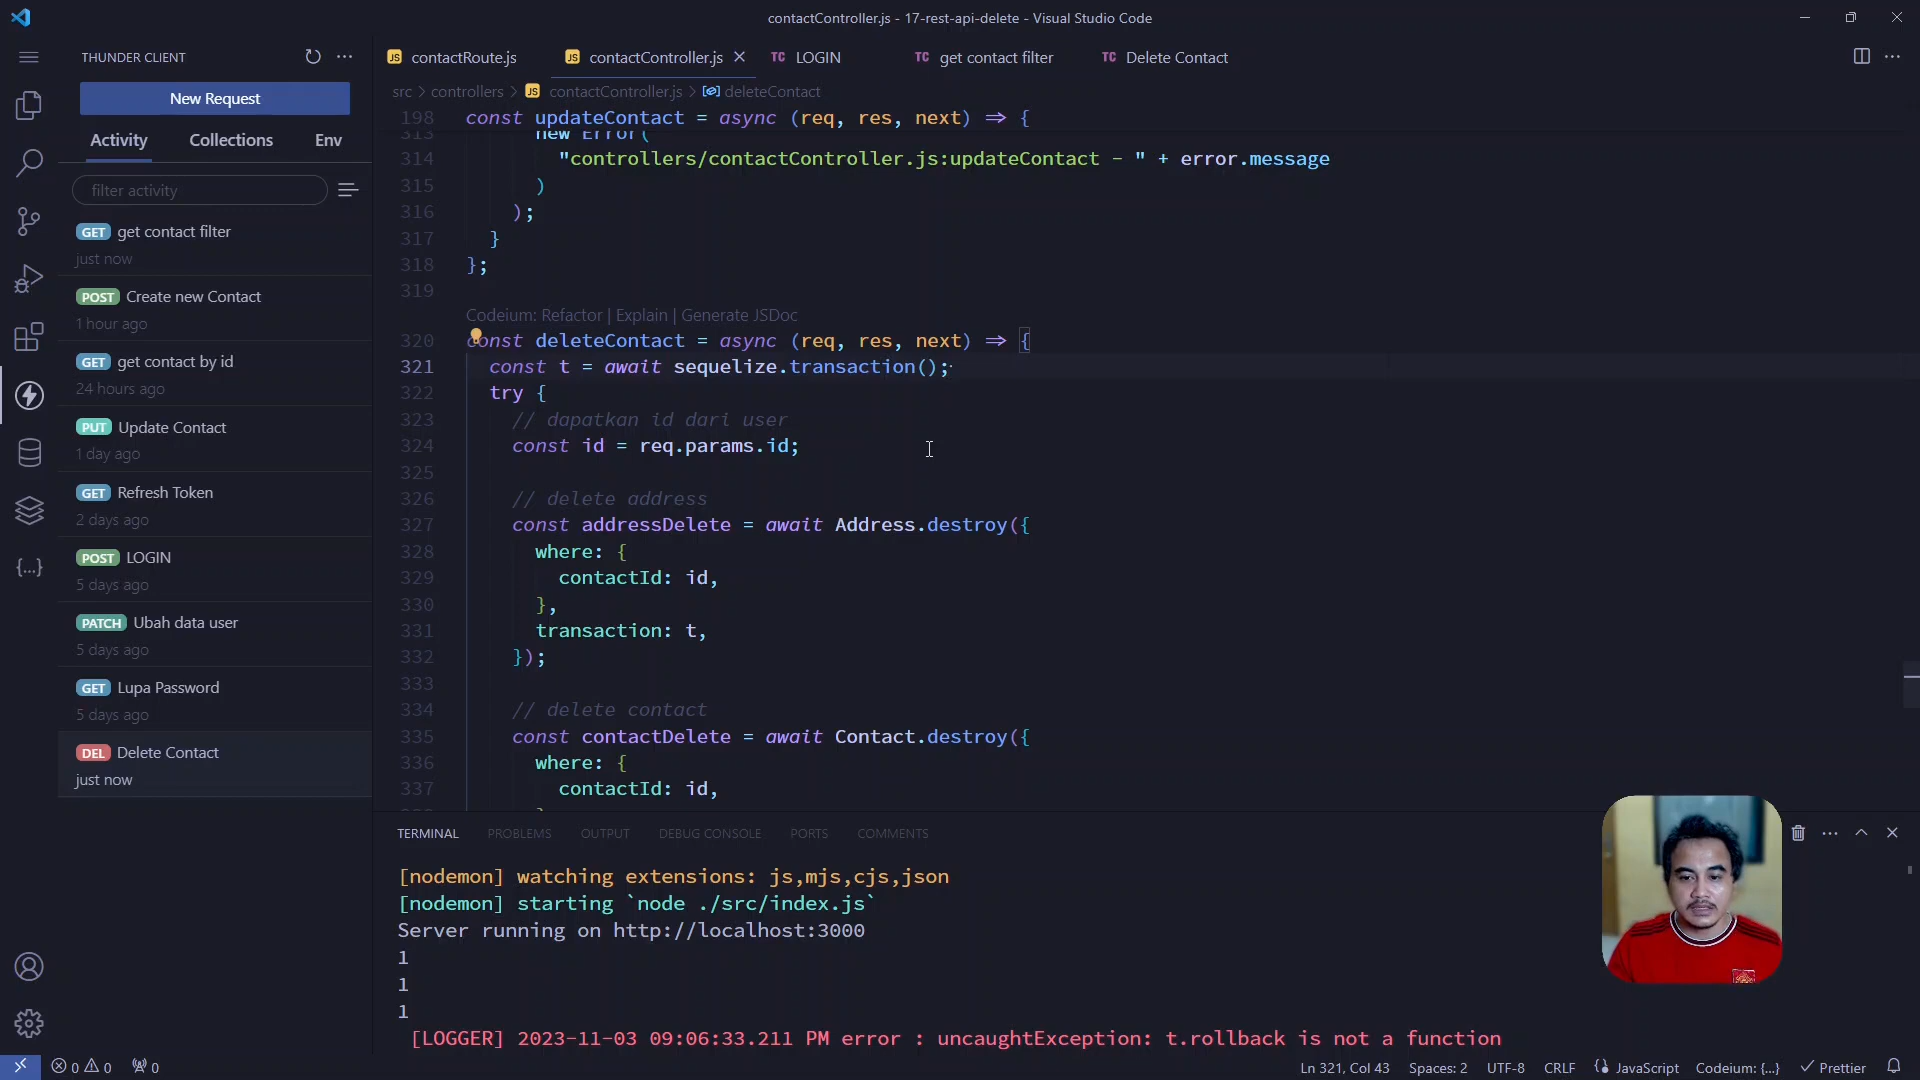 contactController.js - 17-rest-api-delete - Visual Studio Code
THUNDER CLIENT
New Request
Activity
Collections
Env
filter activity
GET get contact filter
just now
POST Create new Contact
1 hour ago
GET get contact by id
24 hours ago
PUT Update Contact
1 day ago
GET Refresh Token
2 days ago
POST LOGIN
5 days ago
PATCH Ubah data user
5 days ago
GET Lupa Password
5 days ago
DEL Delete Contact
just now
JS contactRoute.js
JS contactController.js
TC LOGIN
TC get contact filter
TC Delete Contact
src > controllers > JS contactController.js > deleteContact
198 const updateContact = async (req, res, next) => {
313 new Error(
314 "controllers/contactController.js:updateContact - " + error.message
315 )
316 );
317 }
318 };
319
Codeium: Refactor | Explain | Generate JSDoc
320 const deleteContact = async (req, res, next) => {
321 const t = await sequelize.transaction();
322 try {
323 // dapatkan id dari user
324 const id = req.params.id;
325
326 // delete address
327 const addressDelete = await Address.destroy({
328 where: {
329 contactId: id,
330 },
331 transaction: t,
332 });
333
334 // delete contact
335 const contactDelete = await Contact.destroy({
336 where: {
337 contactId: id,
TERMINAL
PROBLEMS
OUTPUT
DEBUG CONSOLE
PORTS
COMMENTS
[nodemon] watching extensions: js,mjs,cjs,json
[nodemon] starting `node ./src/index.js`
Server running on http://localhost:3000
1
1
1
[LOGGER] 2023-11-03 09:06:33.211 PM error : uncaughtException: t.rollback is not a function
0 0 0
Ln 321, Col 43
Spaces: 2
UTF-8
CRLF
JavaScript
Codeium: {...}
Prettier